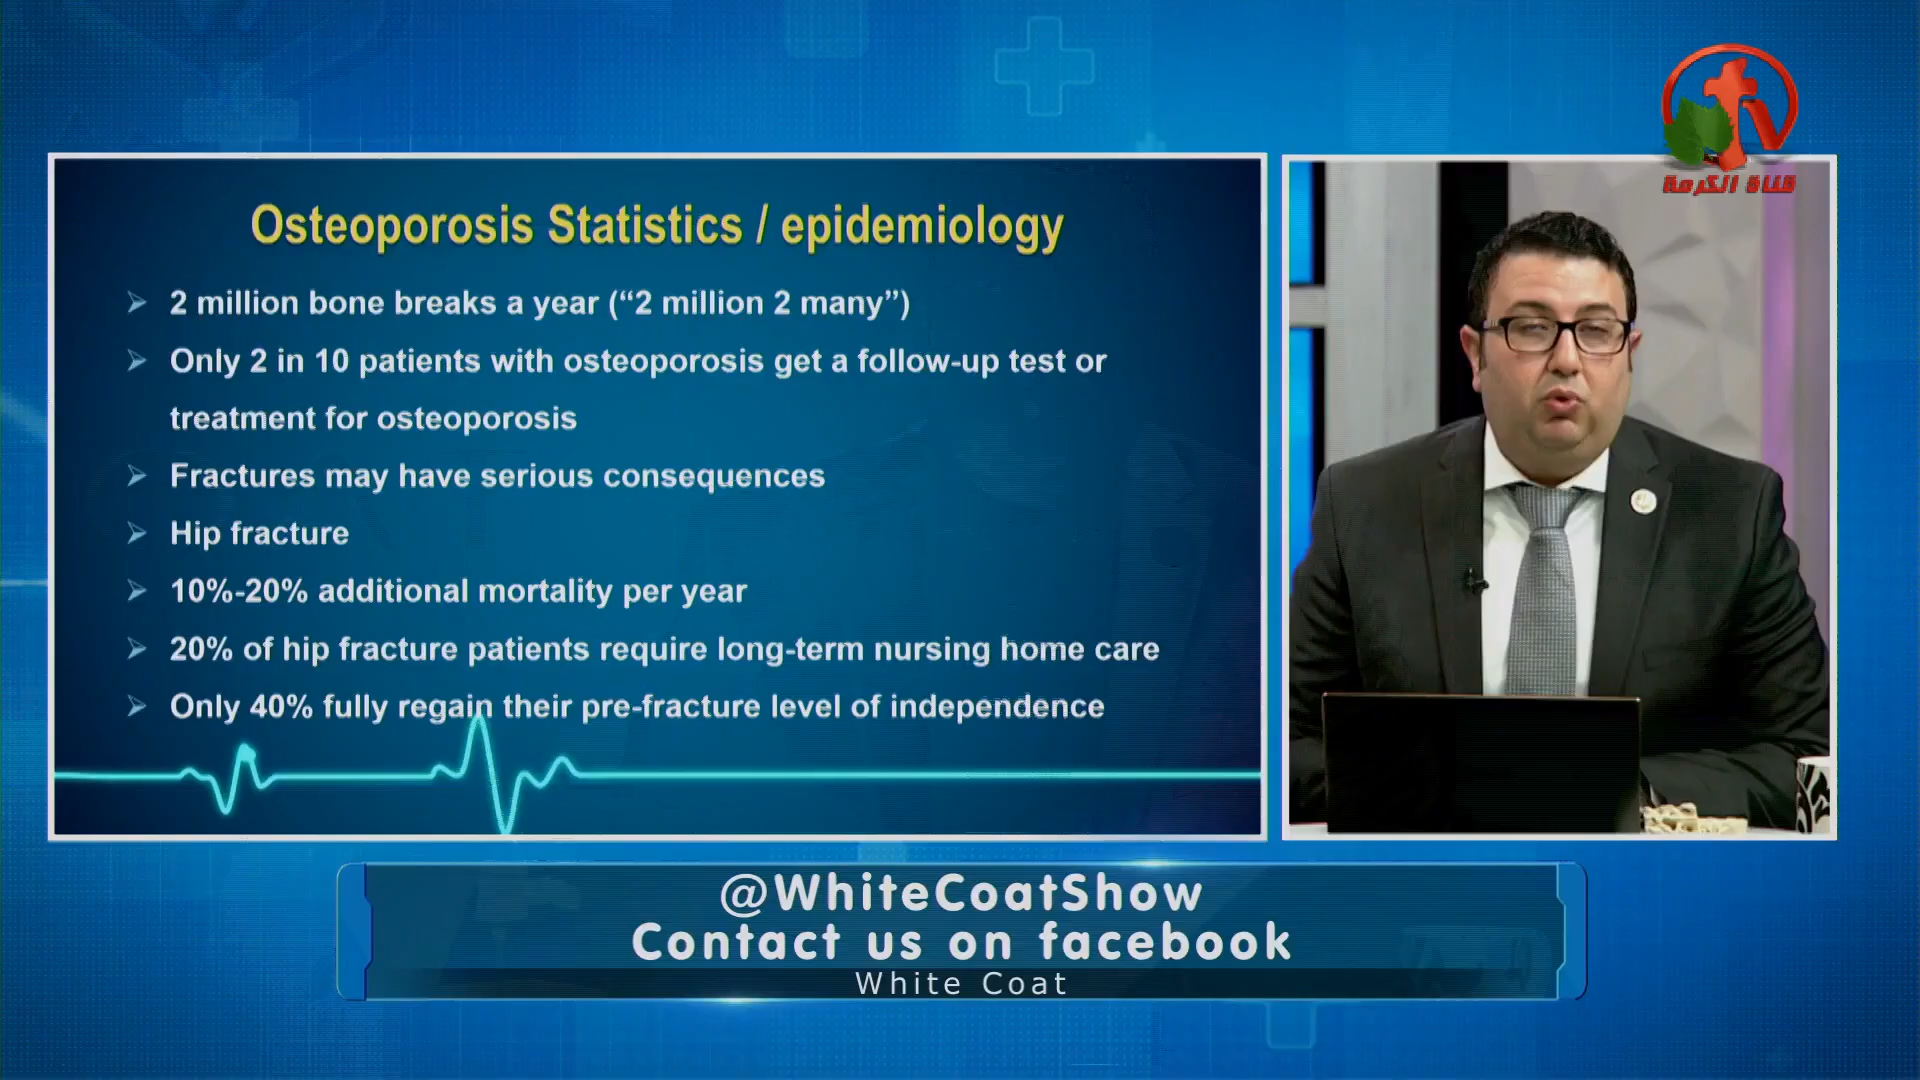 tv
قناة الكرمة
Osteoporosis Statistics / epidemiology
➢ 2 million bone breaks a year (“2 million 2 many”)
➢ Only 2 in 10 patients with osteoporosis get a follow-up test or
treatment for osteoporosis
➢ Fractures may have serious consequences
➢ Hip fracture
➢ 10%-20% additional mortality per year
➢ 20% of hip fracture patients require long-term nursing home care
➢ Only 40% fully regain their pre-fracture level of independence
@WhiteCoatShow
Contact us on facebook
White Coat